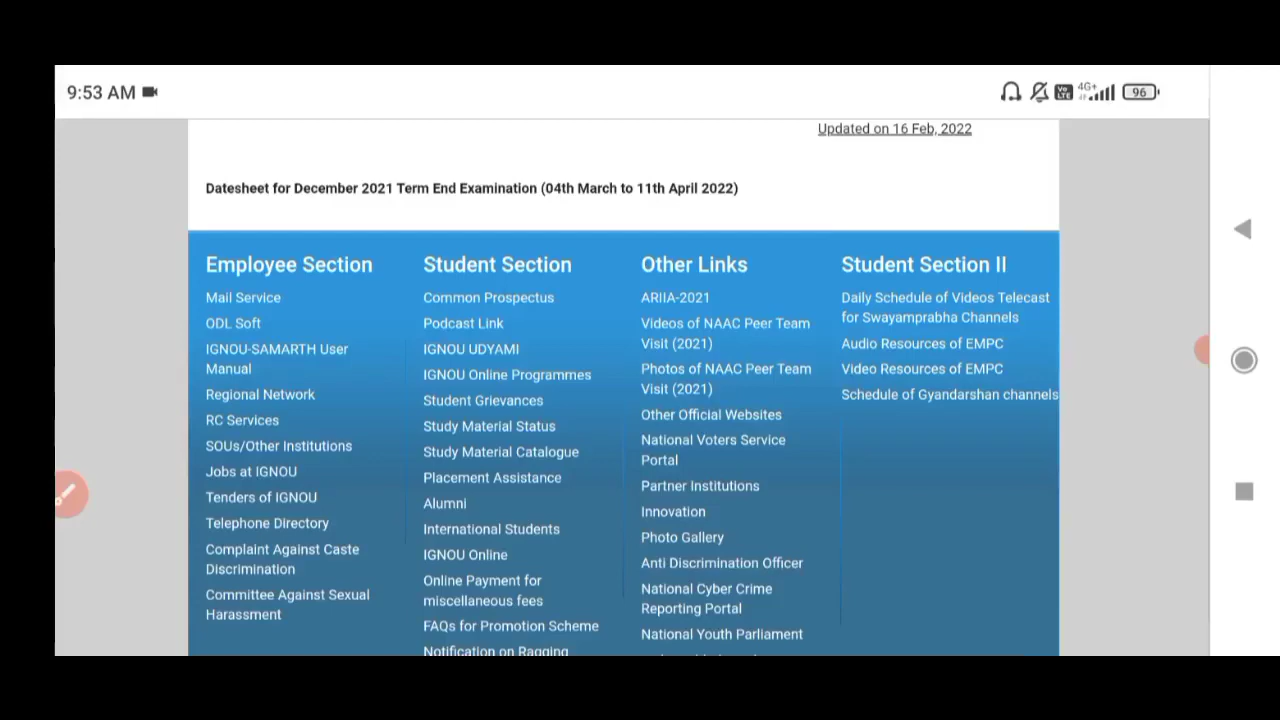 9:53 AM
4G+
Vo
LTE
96
Updated on 16 Feb, 2022
Datesheet for December 2021 Term End Examination (04th March to 11th April 2022)
Employee Section
Mail Service
ODL Soft
IGNOU-SAMARTH User
Manual
Regional Network
RC Services
SOUs/Other Institutions
Jobs at IGNOU
Tenders of IGNOU
Telephone Directory
Complaint Against Caste
Discrimination
Committee Against Sexual
Harassment
Student Section
Common Prospectus
Podcast Link
IGNOU UDYAMI
IGNOU Online Programmes
Student Grievances
Study Material Status
Study Material Catalogue
Placement Assistance
Alumni
International Students
IGNOU Online
Online Payment for
miscellaneous fees
FAQs for Promotion Scheme
Notification on Ragging
Other Links
ARIIA-2021
Videos of NAAC Peer Team
Visit (2021)
Photos of NAAC Peer Team
Visit (2021)
Other Official Websites
National Voters Service
Portal
Partner Institutions
Innovation
Photo Gallery
Anti Discrimination Officer
National Cyber Crime
Reporting Portal
National Youth Parliament
Student Section II
Daily Schedule of Videos Telecast
for Swayamprabha Channels
Audio Resources of EMPC
Video Resources of EMPC
Schedule of Gyandarshan channels